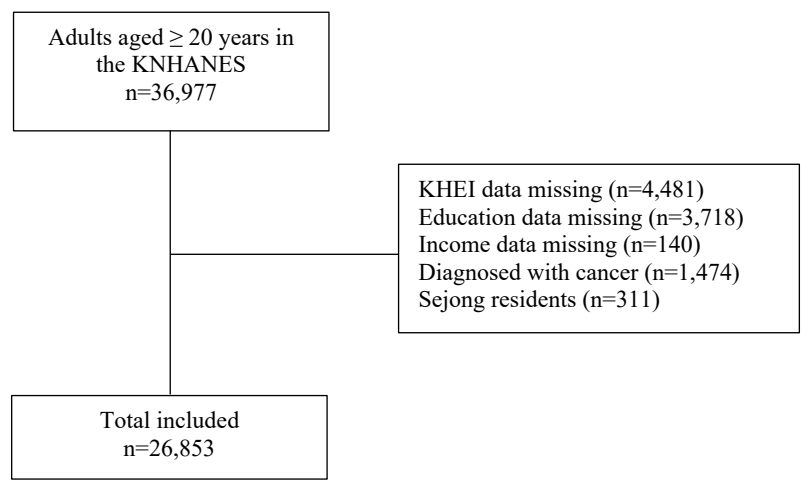 Adults aged ≥ 20 years in
the KNHANES
n=36,977
KHEI data missing (n=4,481)
Education data missing (n=3,718)
Income data missing (n=140)
Diagnosed with cancer (n=1,474)
Sejong residents (n=311)
Total included
n=26,853